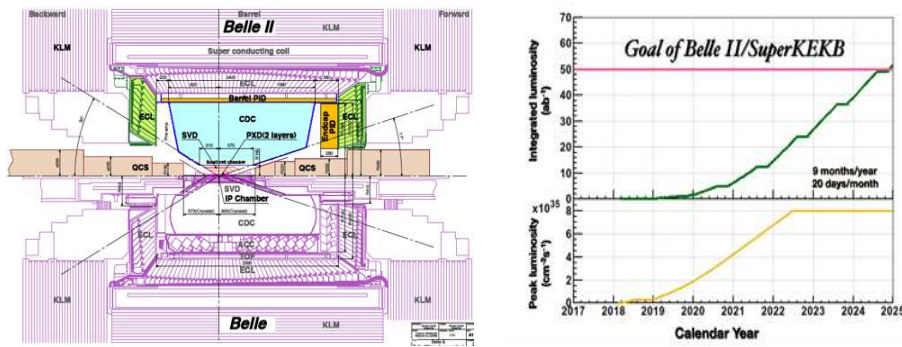 Backward
Barrel
Forward
Belle II
KLM
KLM
KLM
Super conducting coil
ECL
Barrel PID
ECL
CDC
Endcap PID
ECL
SVD
PXD(2 layers)
QCS
QCS
SVD
IP Chamber
CDC
ECL
ECL
ACC
TOF
ECL
KLM
KLM
Belle
KLM
Goal of Belle II/SuperKEKB
Integrated luminosity
(ab⁻¹)
70
60
50
40
30
20
10
0
9 months/year
20 days/month
x10³⁵
Peak luminosity
(cm⁻²s⁻¹)
8
6
4
2
0
2017 2018 2019 2020 2021 2022 2023 2024 2025
Calendar Year